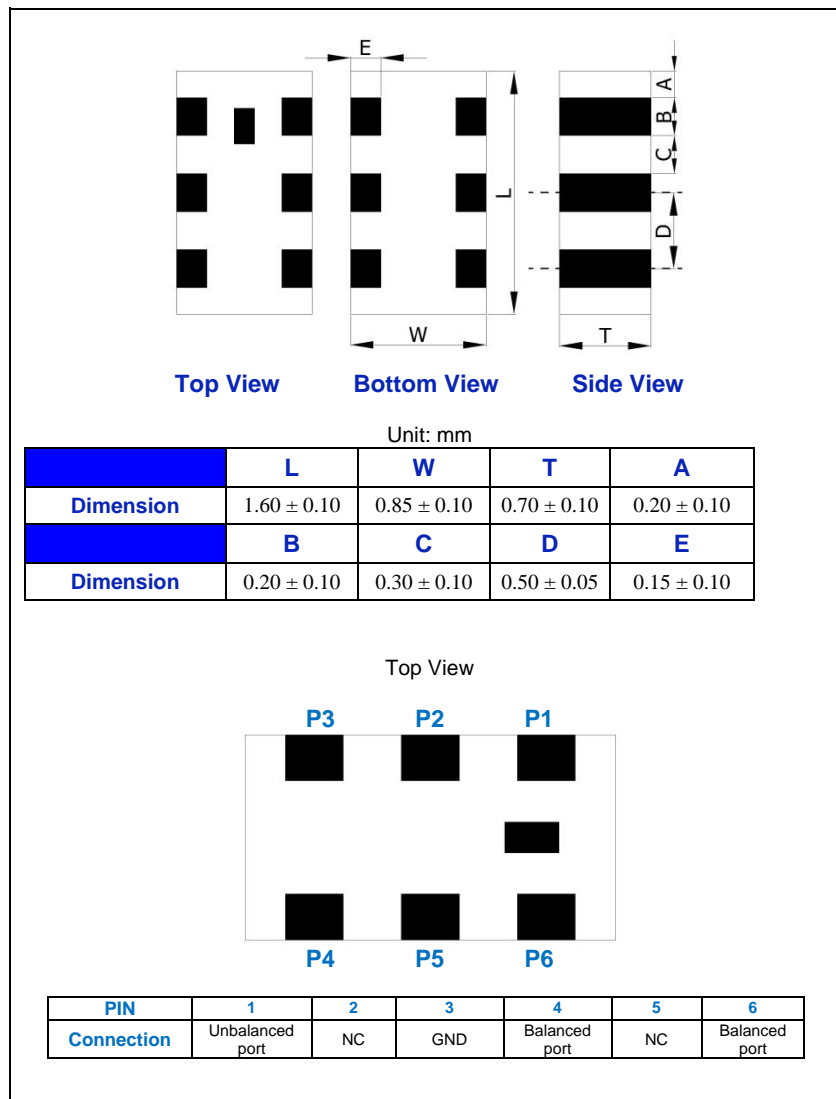 E
A
B
C
L
D
W
T
Top View
Bottom View
Side View
Unit: mm
L W T A
Dimension 1.60 ± 0.10 0.85 ± 0.10 0.70 ± 0.10 0.20 ± 0.10
B C D E
Dimension 0.20 ± 0.10 0.30 ± 0.10 0.50 ± 0.05 0.15 ± 0.10
Top View
P3 P2 P1
P4 P5 P6
PIN 1 2 3 4 5 6
Connection Unbalanced port NC GND Balanced port NC Balanced port